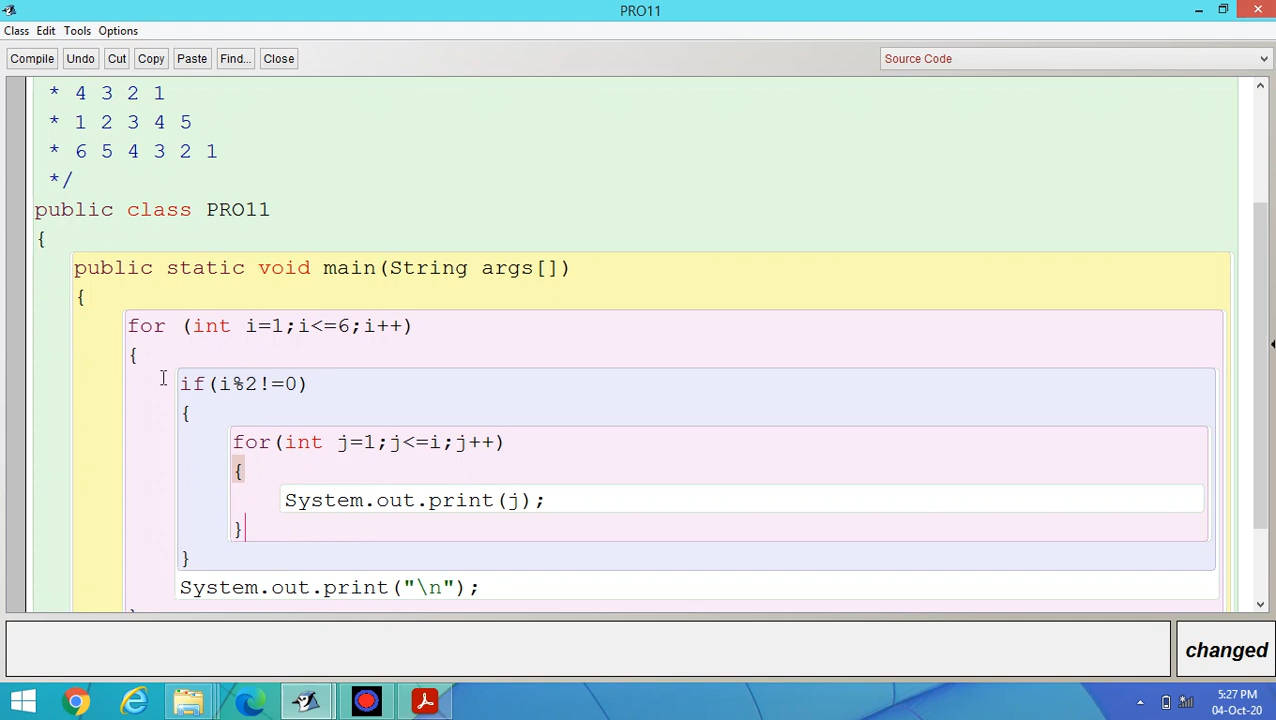 PRO11
Class Edit Tools Options
Compile Undo Cut Copy Paste Find... Close Source Code
* 4 3 2 1
* 1 2 3 4 5
* 6 5 4 3 2 1
*/
public class PRO11
{
public static void main(String args[])
{
for (int i=1;i<=6;i++)
{
if(i%2!=0)
{
for(int j=1;j<=i;j++)
{
System.out.print(j);
}
}
System.out.print("\n");
changed
5:27 PM
04-Oct-20